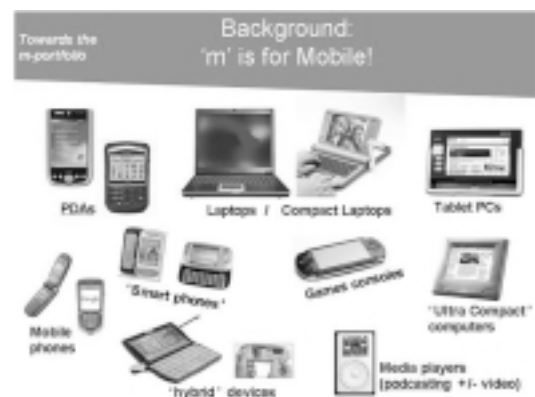 Towards the
m-portfolio
Background:
'm' is for Mobile!
PDAs
Laptops / Compact Laptops
Tablet PCs
"Smart phones"
Games consoles
"Ultra Compact"
computers
Mobile
phones
"hybrid" devices
Media players
(podcasting +/- video)